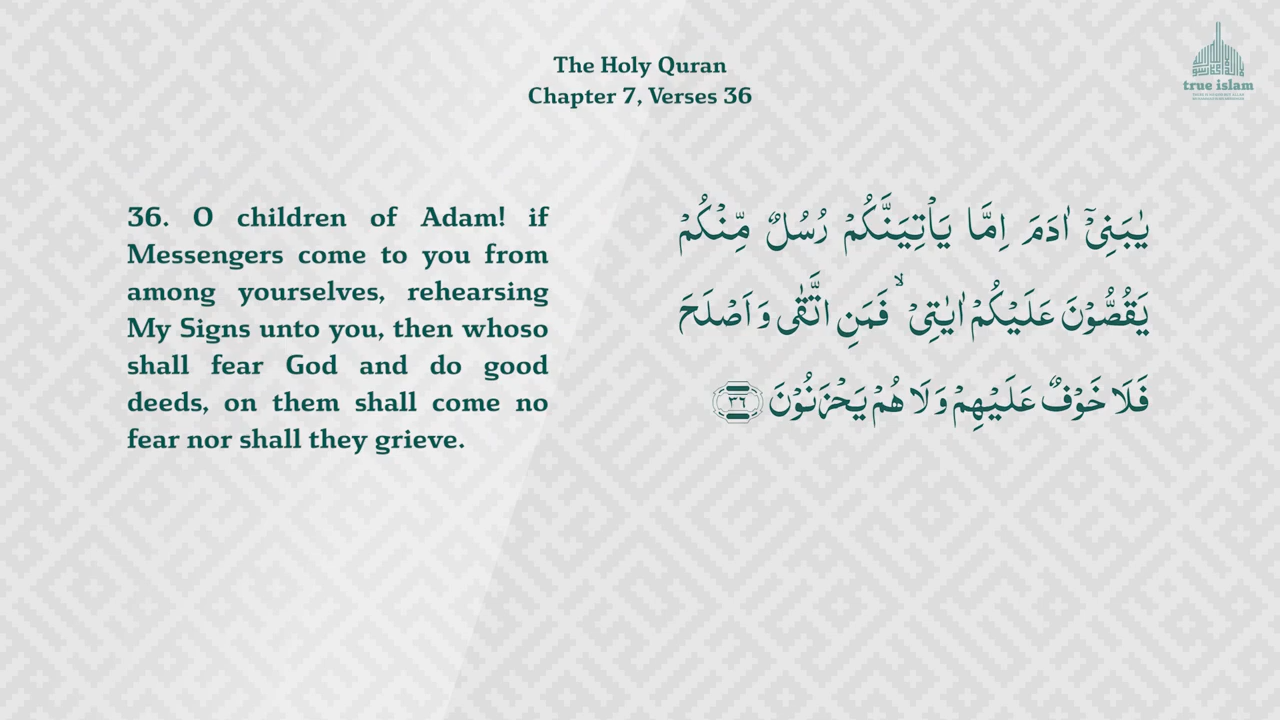 The Holy Quran
Chapter 7, Verses 36
true islam
36. O children of Adam! if
Messengers come to you from
among yourselves, rehearsing
My Signs unto you, then whoso
shall fear God and do good
deeds, on them shall come no
fear nor shall they grieve.
یٰبَنِیْۤ اٰدَمَ اِمَّا یَاْتِیَنَّکُمْ رُسُلٌ مِّنْکُمْ
یَقُصُّوْنَ عَلَیْکُمْ اٰیٰتِیْ ۙ فَمَنِ اتَّقٰی وَ اَصْلَحَ
فَلَا خَوْفٌ عَلَیْہِمْ وَ لَا ہُمْ یَحْزَنُوْنَ ﴿۳۶﴾